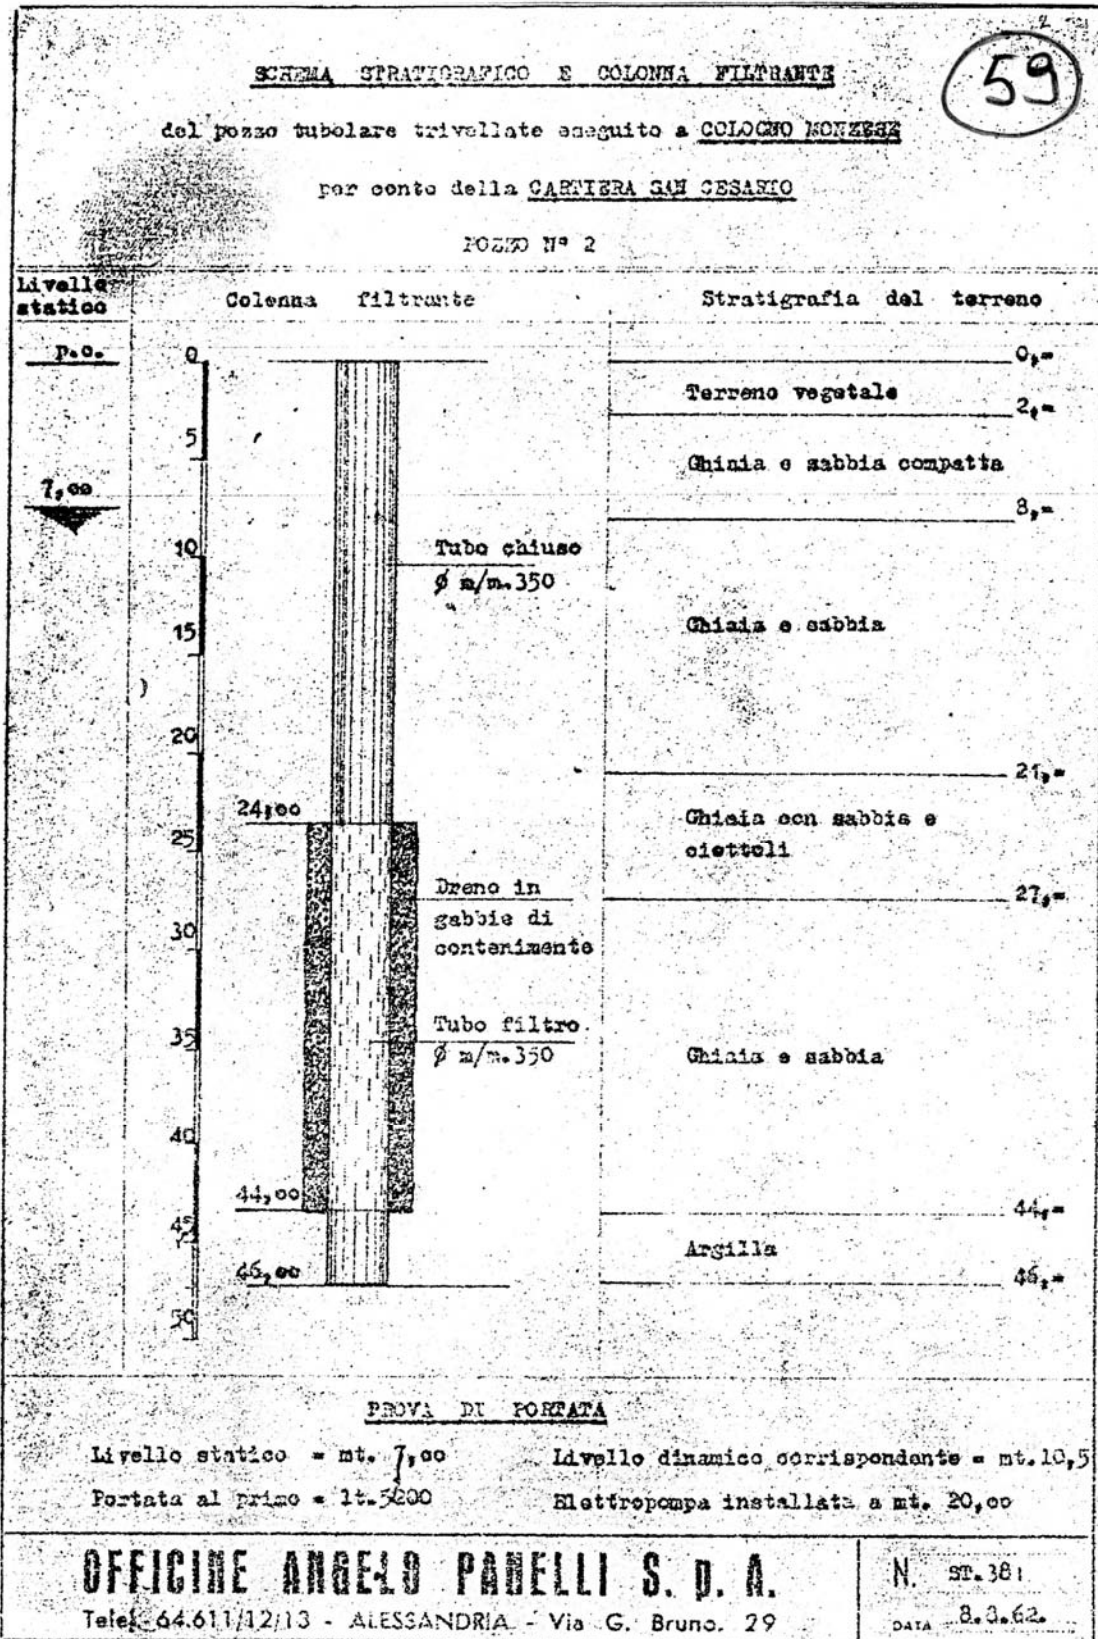 2
59
SCHEMA STRATIGRAFICO E COLONNA FILTRANTE
del pozzo tubolare trivellate eseguito a COLOGNO MONZESE
per conto della CARTIERA SAN CESARIO
POZZO N° 2
Livello statico
Colonna filtrante
Stratigrafia del terreno
p.c.
0
0,=
Terreno vegetale
2,=
5
Ghiaia e sabbia compatta
7,00
8,=
10
Tubo chiuso
Ø m/m.350
15
Ghiaia e sabbia
20
21,=
24,00
25
Ghiaia con sabbia e
ciottoli
Dreno in
gabbie di
contenimento
27,=
30
35
Tubo filtro
Ø m/m.350
Ghiaia e sabbia
40
44,00
44,=
45
Argilla
46,00
46,=
50
PROVA DI PORTATA
Livello statico = mt. 7,00
Livello dinamico corrispondente = mt.10,5
Portata al primo = lt.5200
Elettropompa installata a mt. 20,00
OFFICINE ANGELO PANELLI S. p. A.
Telef. 64.611/12/13 - ALESSANDRIA - Via G. Bruno, 29
N. ST.381
DATA 8.8.62.